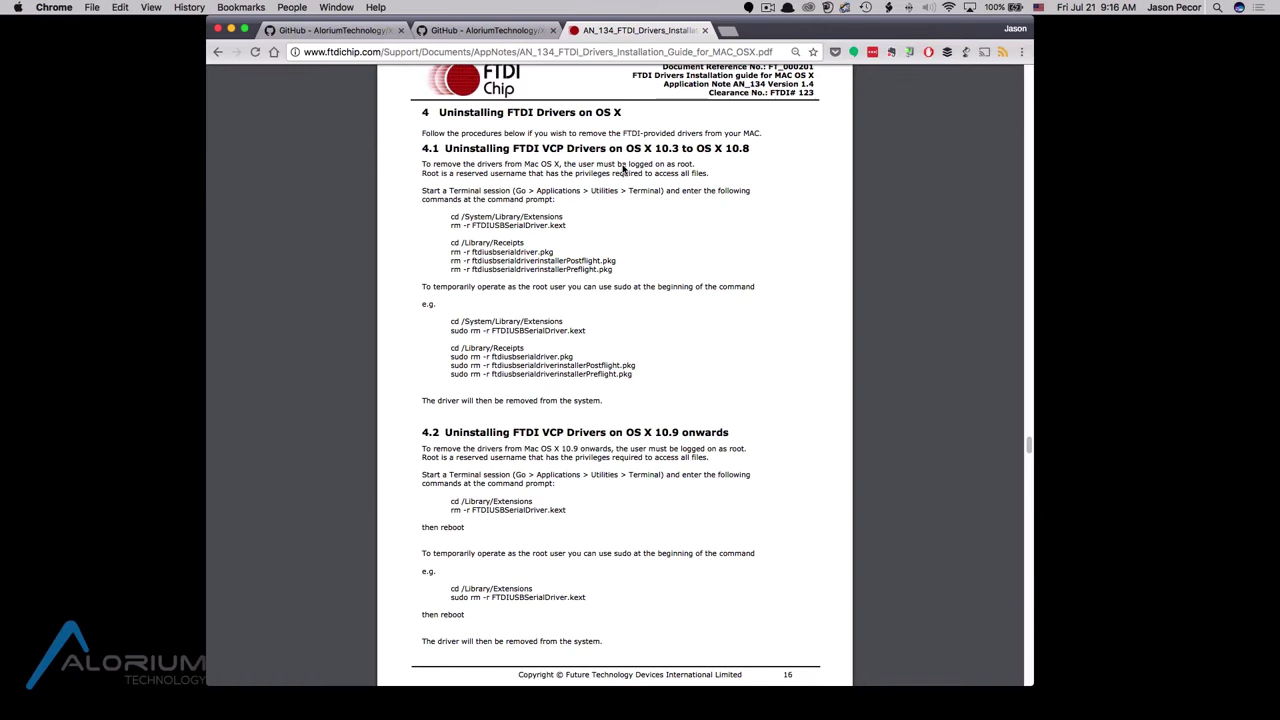 Chrome File Edit View History Bookmarks People Window Help 100% Fri Jul 21 9:16 AM Jason Pecor
GitHub - AloriumTechnology/ GitHub - AloriumTechnology/ AN_134_FTDI_Drivers_Installat Jason
www.ftdichip.com/Support/Documents/AppNotes/AN_134_FTDI_Drivers_Installation_Guide_for_MAC_OSX.pdf
FTDI
Chip
Document Reference No.: FT_000201
FTDI Drivers Installation guide for MAC OS X
Application Note AN_134 Version 1.4
Clearance No.: FTDI# 123
4 Uninstalling FTDI Drivers on OS X
Follow the procedures below if you wish to remove the FTDI-provided drivers from your MAC.
4.1 Uninstalling FTDI VCP Drivers on OS X 10.3 to OS X 10.8
To remove the drivers from Mac OS X, the user must be logged on as root.
Root is a reserved username that has the privileges required to access all files.
Start a Terminal session (Go > Applications > Utilities > Terminal) and enter the following
commands at the command prompt:
cd /System/Library/Extensions
rm -r FTDIUSBSerialDriver.kext
cd /Library/Receipts
rm -r ftdiusbserialdriver.pkg
rm -r ftdiusbserialdriverinstallerPostflight.pkg
rm -r ftdiusbserialdriverinstallerPreflight.pkg
To temporarily operate as the root user you can use sudo at the beginning of the command
e.g.
cd /System/Library/Extensions
sudo rm -r FTDIUSBSerialDriver.kext
cd /Library/Receipts
sudo rm -r ftdiusbserialdriver.pkg
sudo rm -r ftdiusbserialdriverinstallerPostflight.pkg
sudo rm -r ftdiusbserialdriverinstallerPreflight.pkg
The driver will then be removed from the system.
4.2 Uninstalling FTDI VCP Drivers on OS X 10.9 onwards
To remove the drivers from Mac OS X 10.9 onwards, the user must be logged on as root.
Root is a reserved username that has the privileges required to access all files.
Start a Terminal session (Go > Applications > Utilities > Terminal) and enter the following
commands at the command prompt:
cd /Library/Extensions
rm -r FTDIUSBSerialDriver.kext
then reboot
To temporarily operate as the root user you can use sudo at the beginning of the command
e.g.
cd /Library/Extensions
sudo rm -r FTDIUSBSerialDriver.kext
then reboot
The driver will then be removed from the system.
Copyright © Future Technology Devices International Limited 16
ALORIUM
TECHNOLOGY